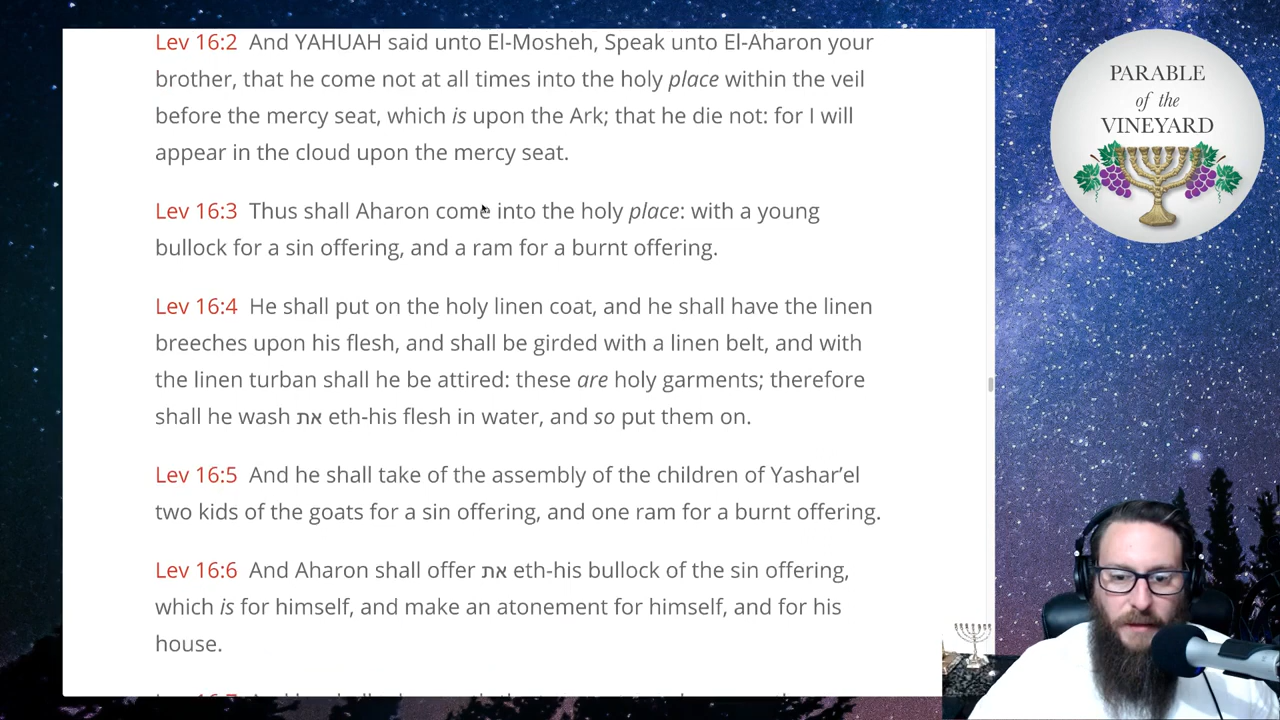 Lev 16:2 And YAHUAH said unto El-Mosheh, Speak unto El-Aharon your
brother, that he come not at all times into the holy place within the veil
before the mercy seat, which is upon the Ark; that he die not: for I will
appear in the cloud upon the mercy seat.
Lev 16:3 Thus shall Aharon come into the holy place: with a young
bullock for a sin offering, and a ram for a burnt offering.
Lev 16:4 He shall put on the holy linen coat, and he shall have the linen
breeches upon his flesh, and shall be girded with a linen belt, and with
the linen turban shall he be attired: these are holy garments; therefore
shall he wash את eth-his flesh in water, and so put them on.
Lev 16:5 And he shall take of the assembly of the children of Yashar’el
two kids of the goats for a sin offering, and one ram for a burnt offering.
Lev 16:6 And Aharon shall offer את eth-his bullock of the sin offering,
which is for himself, and make an atonement for himself, and for his
house.
PARABLE
of the
VINEYARD